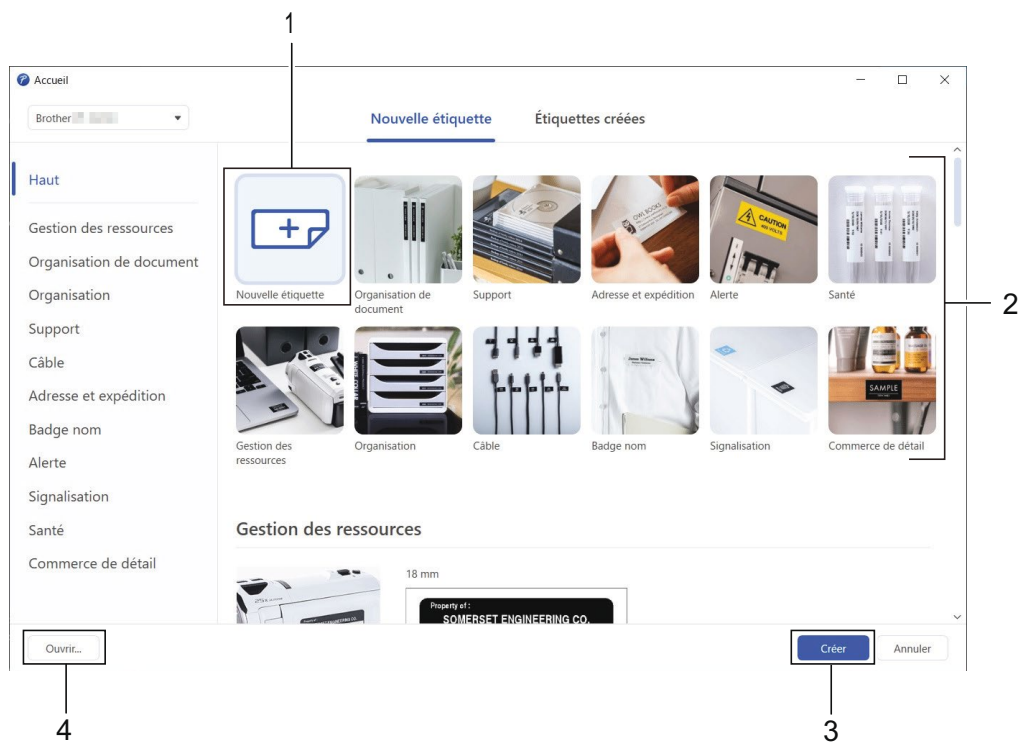 1
Accueil
Brother
Nouvelle étiquette
Étiquettes créées
Haut
Gestion des ressources
Organisation de document
Organisation
Support
Câble
Adresse et expédition
Badge nom
Alerte
Signalisation
Santé
Commerce de détail
OWL BOOKS
CAUTION
Nouvelle étiquette
Organisation de
document
Support
Adresse et expédition
Alerte
Santé
2
SAMPLE
Gestion des
ressources
Organisation
Câble
Badge nom
Signalisation
Commerce de détail
Gestion des ressources
18 mm
Property of :
SOMERSET ENGINEERING CO.
Ouvrir...
Créer
Annuler
4
3